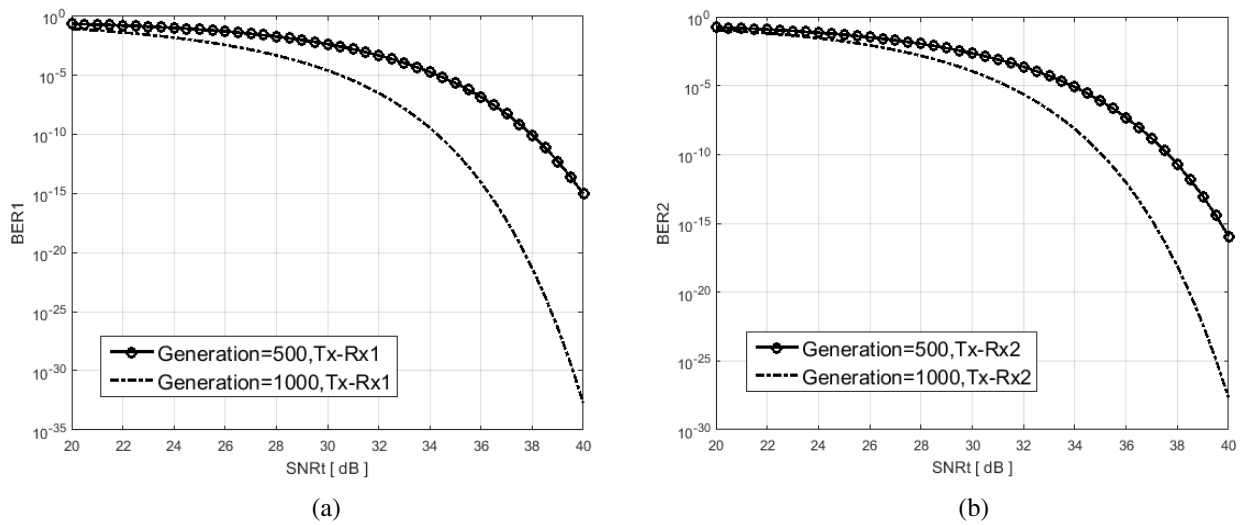 10^0
10^-5
10^-10
10^-15
10^-20
10^-25
10^-30
10^-35
BER1
Generation=500,Tx-Rx1
Generation=1000,Tx-Rx1
20 22 24 26 28 30 32 34 36 38 40
SNRt [ dB ]
(a)
10^0
10^-5
10^-10
10^-15
10^-20
10^-25
10^-30
BER2
Generation=500,Tx-Rx2
Generation=1000,Tx-Rx2
20 22 24 26 28 30 32 34 36 38 40
SNRt [ dB ]
(b)